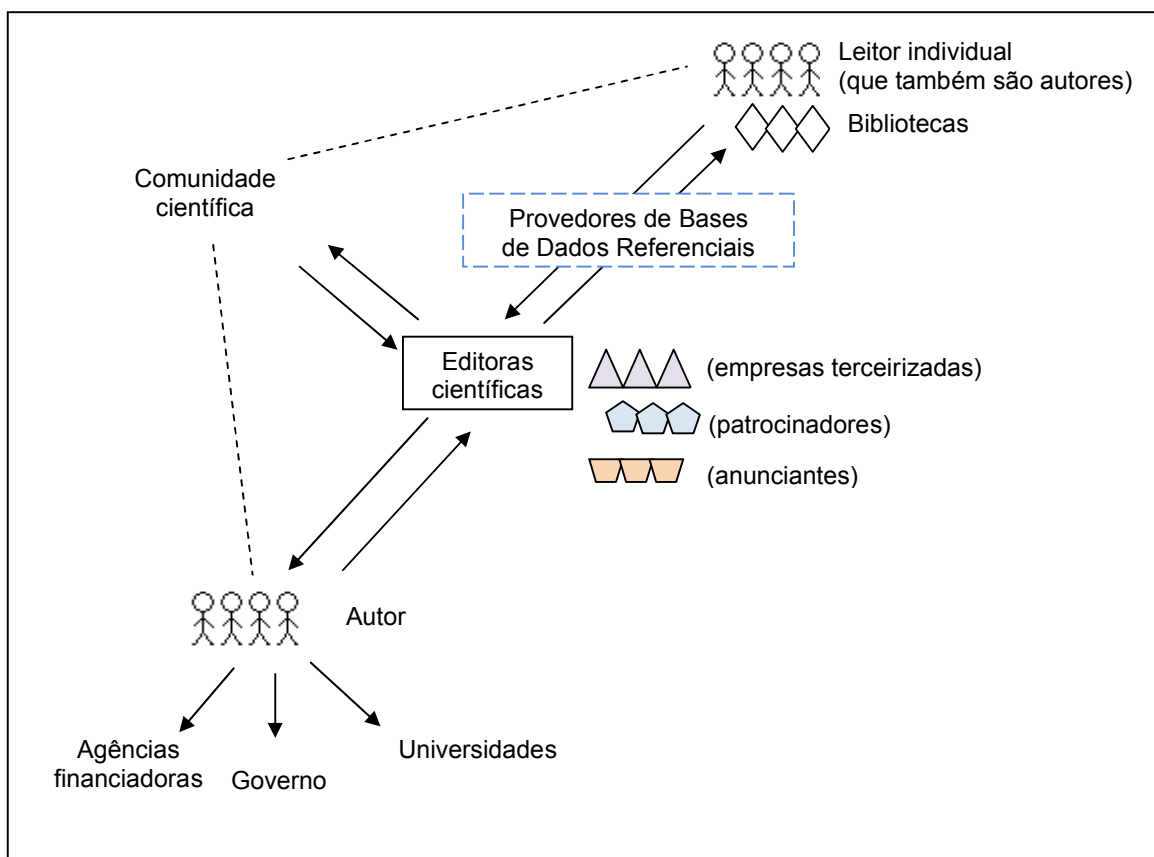 Leitor individual
(que também são autores)
Bibliotecas
Comunidade
científica
Provedores de Bases
de Dados Referenciais
Editoras
científicas
(empresas terceirizadas)
(patrocinadores)
(anunciantes)
Autor
Agências
financiadoras
Governo
Universidades